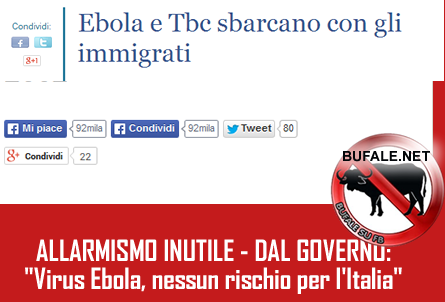 Condividi:
Ebola e Tbc sbarcano con gli
immigrati
g+1
Mi piace 92mila Condividi 92mila Tweet 80
g+ Condividi 22
BUFALE.NET
BUFALE SU FB
ALLARMISMO INUTILE - DAL GOVERNO:
"Virus Ebola, nessun rischio per l'Italia"